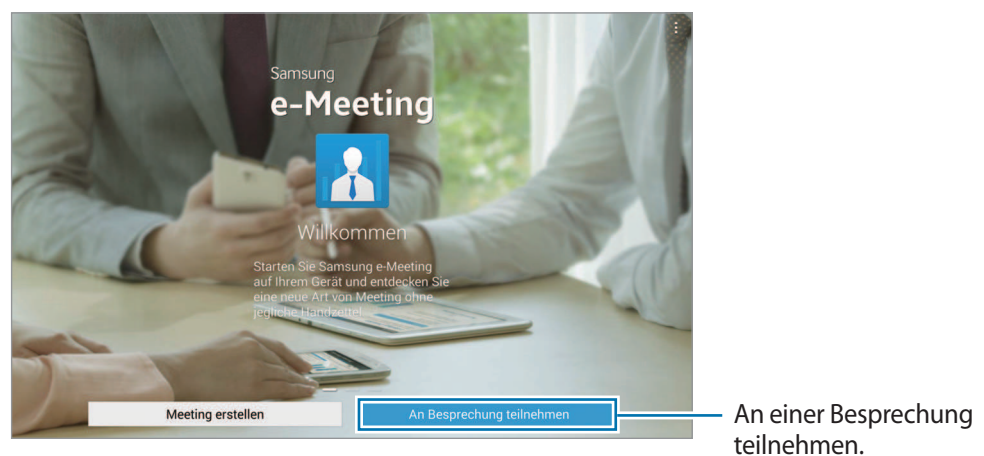 Samsung
e-Meeting
Willkommen
Starten Sie Samsung e-Meeting
auf Ihrem Gerät und entdecken Sie
eine neue Art von Meeting ohne
jegliche Handzettel.
Meeting erstellen
An Besprechung teilnehmen
An einer Besprechung
teilnehmen.